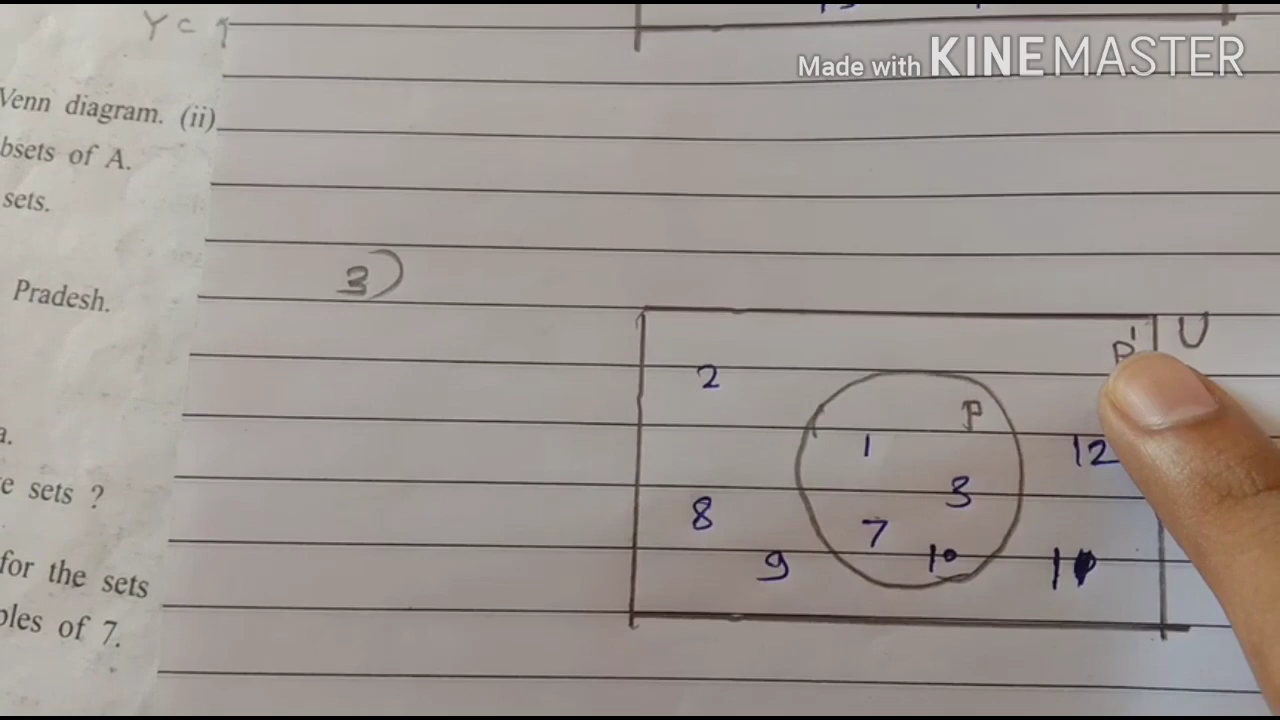 Y =
Made with KINEMASTER
Venn diagram. (ii)
bsets of A.
sets.
3)
Pradesh.
U
P'
2
P
a.
1
12
e sets ?
3
8
7
10
for the sets
9
11
ples of 7.